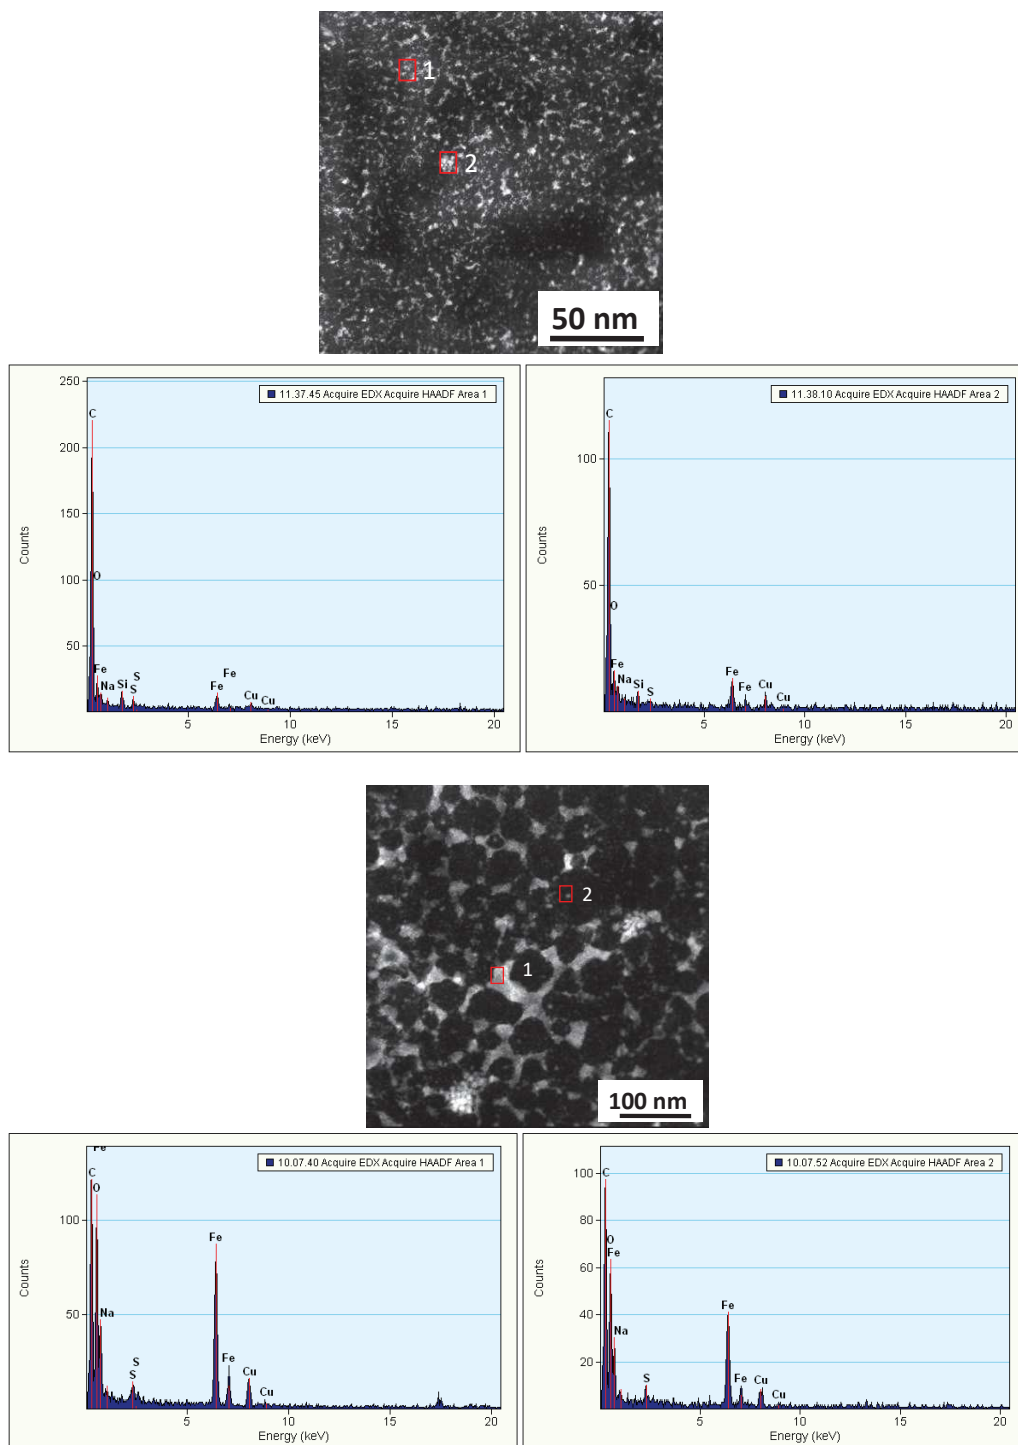 1
2
50 nm
250
200
150
100
50
Counts
11.37.45 Acquire EDX Acquire HAADF Area 1
C
O
Fe
Na
Si
S
S
Fe
Fe
Cu
Cu
5
10
15
20
Energy (keV)
100
50
Counts
11.38.10 Acquire EDX Acquire HAADF Area 2
C
O
Fe
Na
Si
S
Fe
Fe
Cu
Cu
5
10
15
20
Energy (keV)
2
1
100 nm
100
50
Counts
10.07.40 Acquire EDX Acquire HAADF Area 1
Fe
C
O
Na
S
S
Fe
Fe
Cu
Cu
5
10
15
20
Energy (keV)
100
80
60
40
20
Counts
10.07.52 Acquire EDX Acquire HAADF Area 2
C
O
Fe
Na
S
Fe
Fe
Cu
Cu
5
10
15
20
Energy (keV)